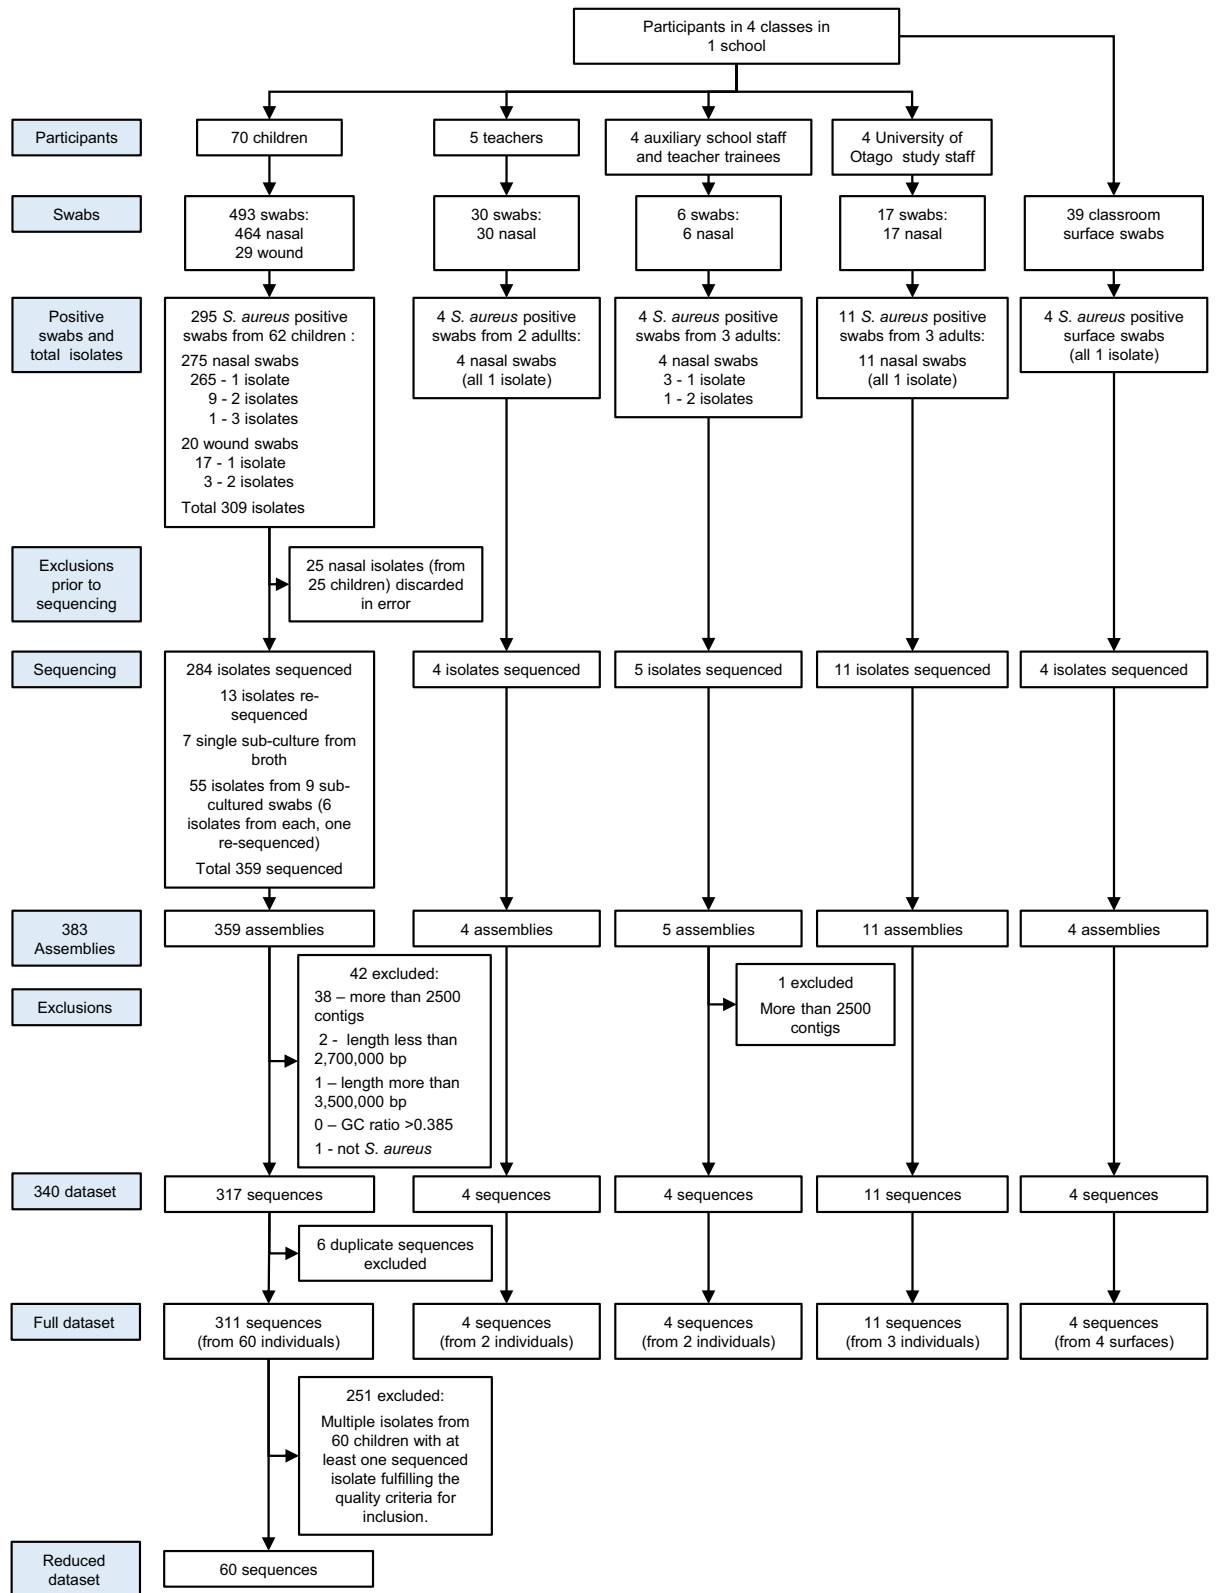 Participants in 4 classes in
1 school
Participants
70 children
5 teachers
4 auxiliary school staff
and teacher trainees
4 University of
Otago study staff
Swabs
493 swabs:
464 nasal
29 wound
30 swabs:
30 nasal
6 swabs:
6 nasal
17 swabs:
17 nasal
39 classroom
surface swabs
Positive
swabs and
total isolates
295 S. aureus positive
swabs from 62 children :
275 nasal swabs
265 - 1 isolate
9 - 2 isolates
1 - 3 isolates
20 wound swabs
17 - 1 isolate
3 - 2 isolates
Total 309 isolates
4 S. aureus positive
swabs from 2 adullts:
4 nasal swabs
(all 1 isolate)
4 S. aureus positive
swabs from 3 adults:
4 nasal swabs
3 - 1 isolate
1 - 2 isolates
11 S. aureus positive
swabs from 3 adults:
11 nasal swabs
(all 1 isolate)
4 S. aureus positive
surface swabs
(all 1 isolate)
Exclusions
prior to
sequencing
25 nasal isolates (from
25 children) discarded
in error
Sequencing
284 isolates sequenced
13 isolates re-
sequenced
7 single sub-culture from
broth
55 isolates from 9 sub-
cultured swabs (6
isolates from each, one
re-sequenced)
Total 359 sequenced
4 isolates sequenced
5 isolates sequenced
11 isolates sequenced
4 isolates sequenced
383
Assemblies
359 assemblies
4 assemblies
5 assemblies
11 assemblies
4 assemblies
Exclusions
42 excluded:
38 – more than 2500
contigs
2 - length less than
2,700,000 bp
1 – length more than
3,500,000 bp
0 – GC ratio >0.385
1 - not S. aureus
1 excluded
More than 2500
contigs
340 dataset
317 sequences
4 sequences
4 sequences
11 sequences
4 sequences
6 duplicate sequences
excluded
Full dataset
311 sequences
(from 60 individuals)
4 sequences
(from 2 individuals)
4 sequences
(from 2 individuals)
11 sequences
(from 3 individuals)
4 sequences
(from 4 surfaces)
251 excluded:
Multiple isolates from
60 children with at
least one sequenced
isolate fulfilling the
quality criteria for
inclusion.
Reduced
dataset
60 sequences